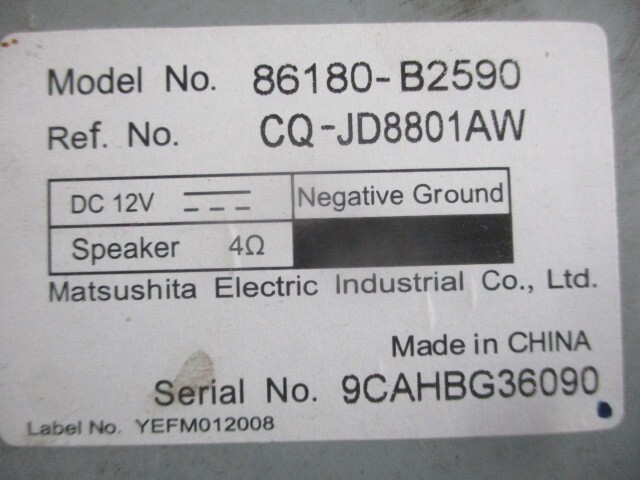 Model No. 86180-B2590
Ref. No. CQ-JD8801AW
DC 12V Negative Ground
Speaker 4Ω
Matsushita Electric Industrial Co., Ltd.
Made in CHINA
Serial No. 9CAHBG36090
Label No. YEFM012008